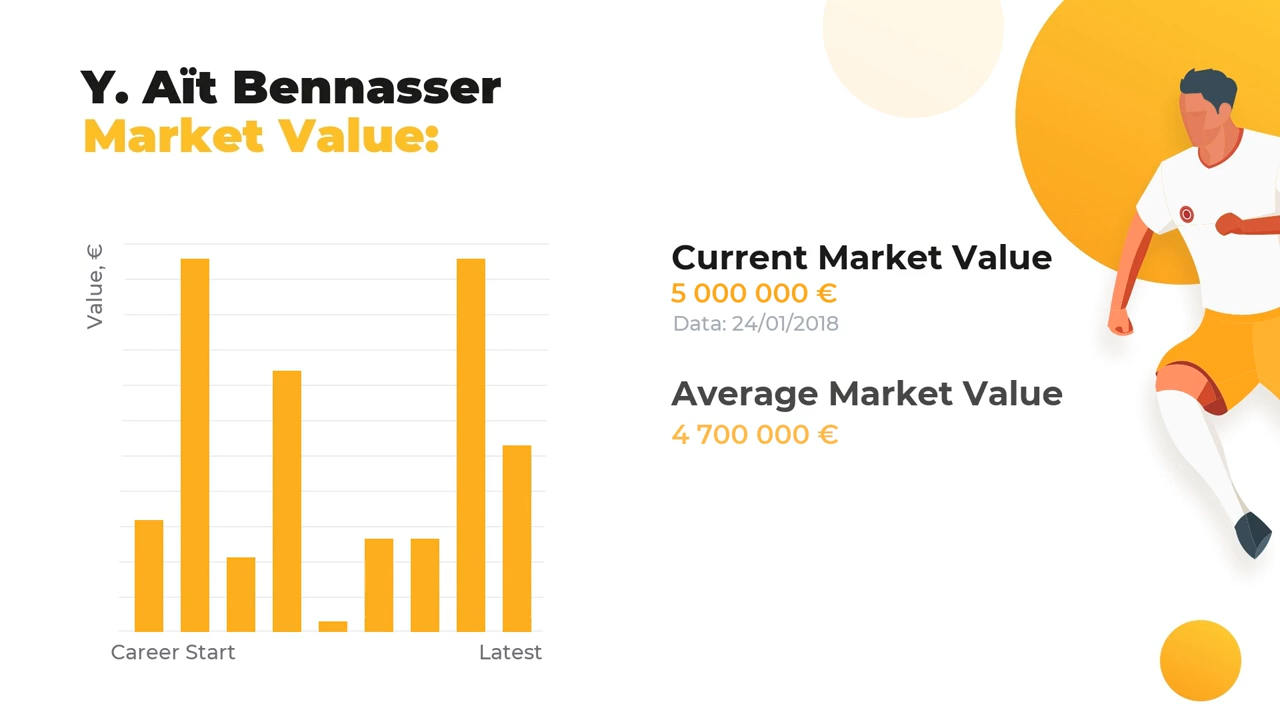 Y. Aït Bennasser
Market Value:
Value, €
Career Start
Latest
Current Market Value
5 000 000 €
Data: 24/01/2018
Average Market Value
4 700 000 €